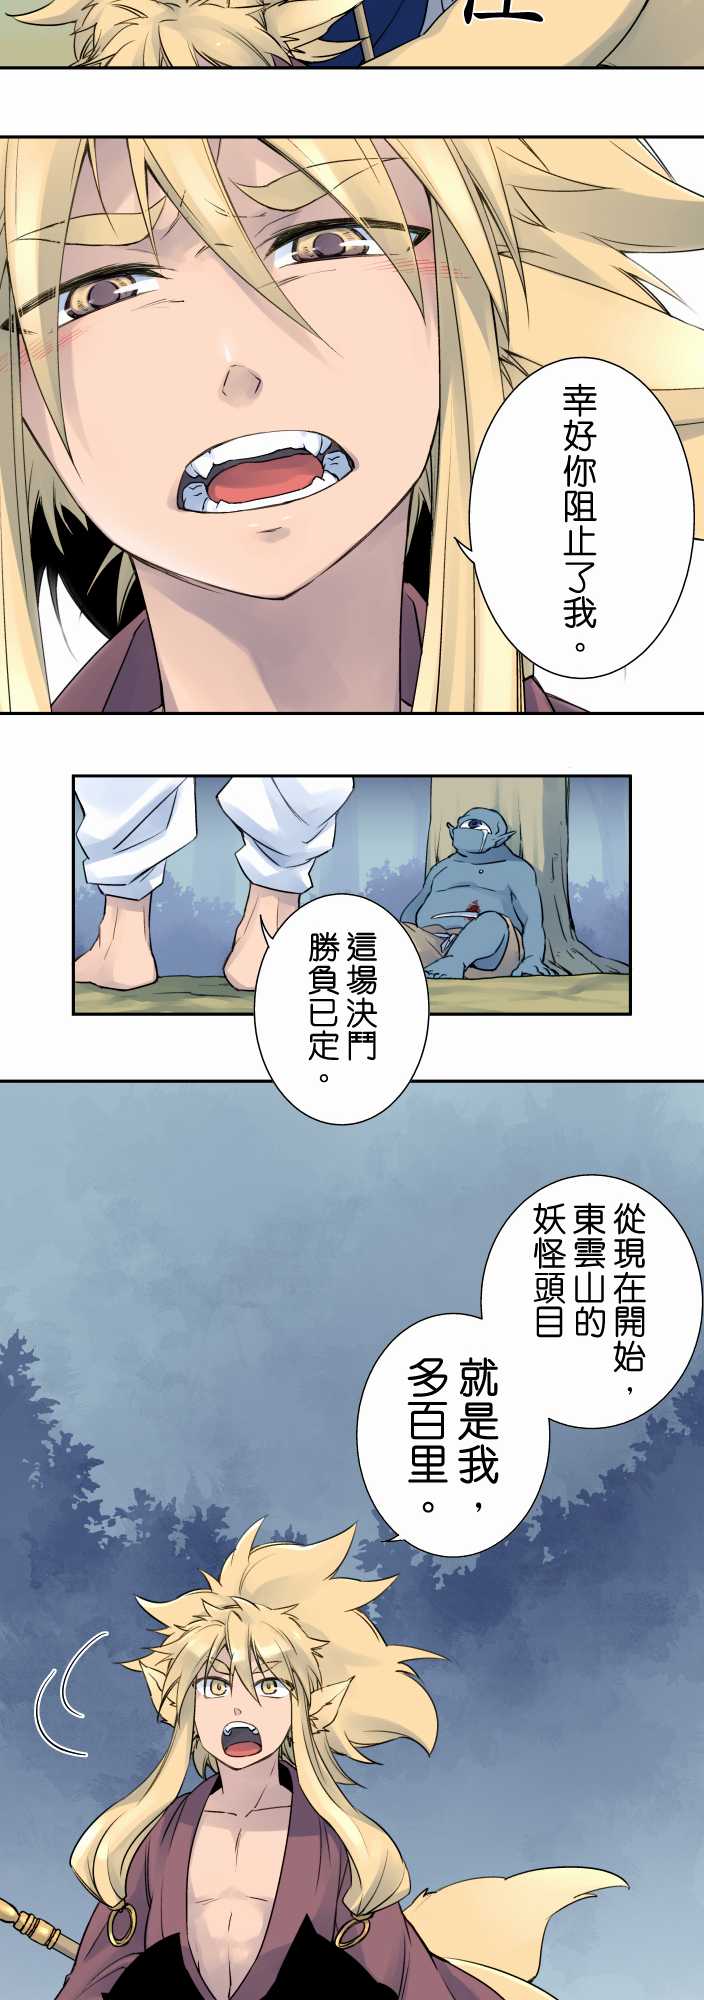 幸好你阻止了我。
這場決鬥
勝負已定。
從現在開始，
東雲山的
妖怪頭目
就是我，
多百里。